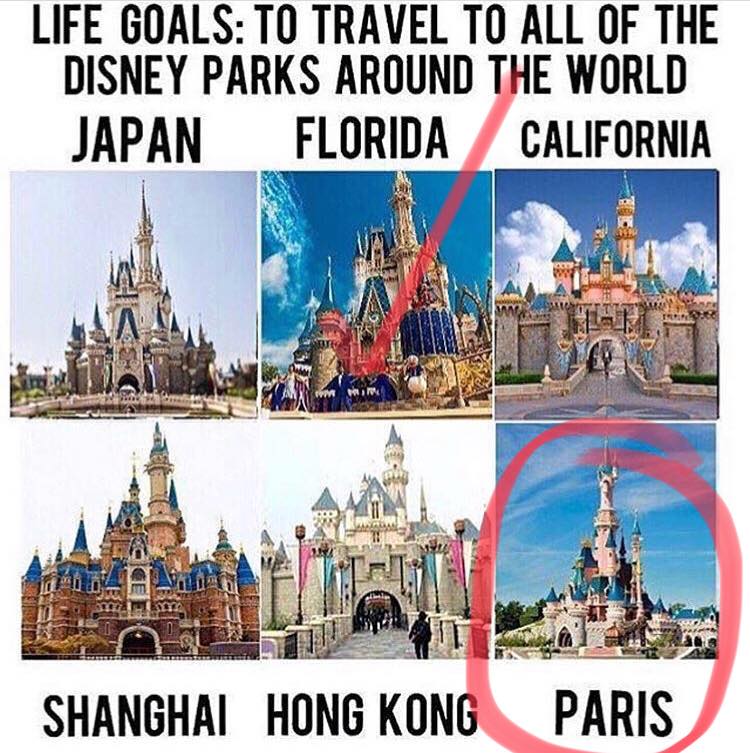 LIFE GOALS: TO TRAVEL TO ALL OF THE
DISNEY PARKS AROUND THE WORLD
JAPAN FLORIDA CALIFORNIA
SHANGHAI HONG KONG PARIS